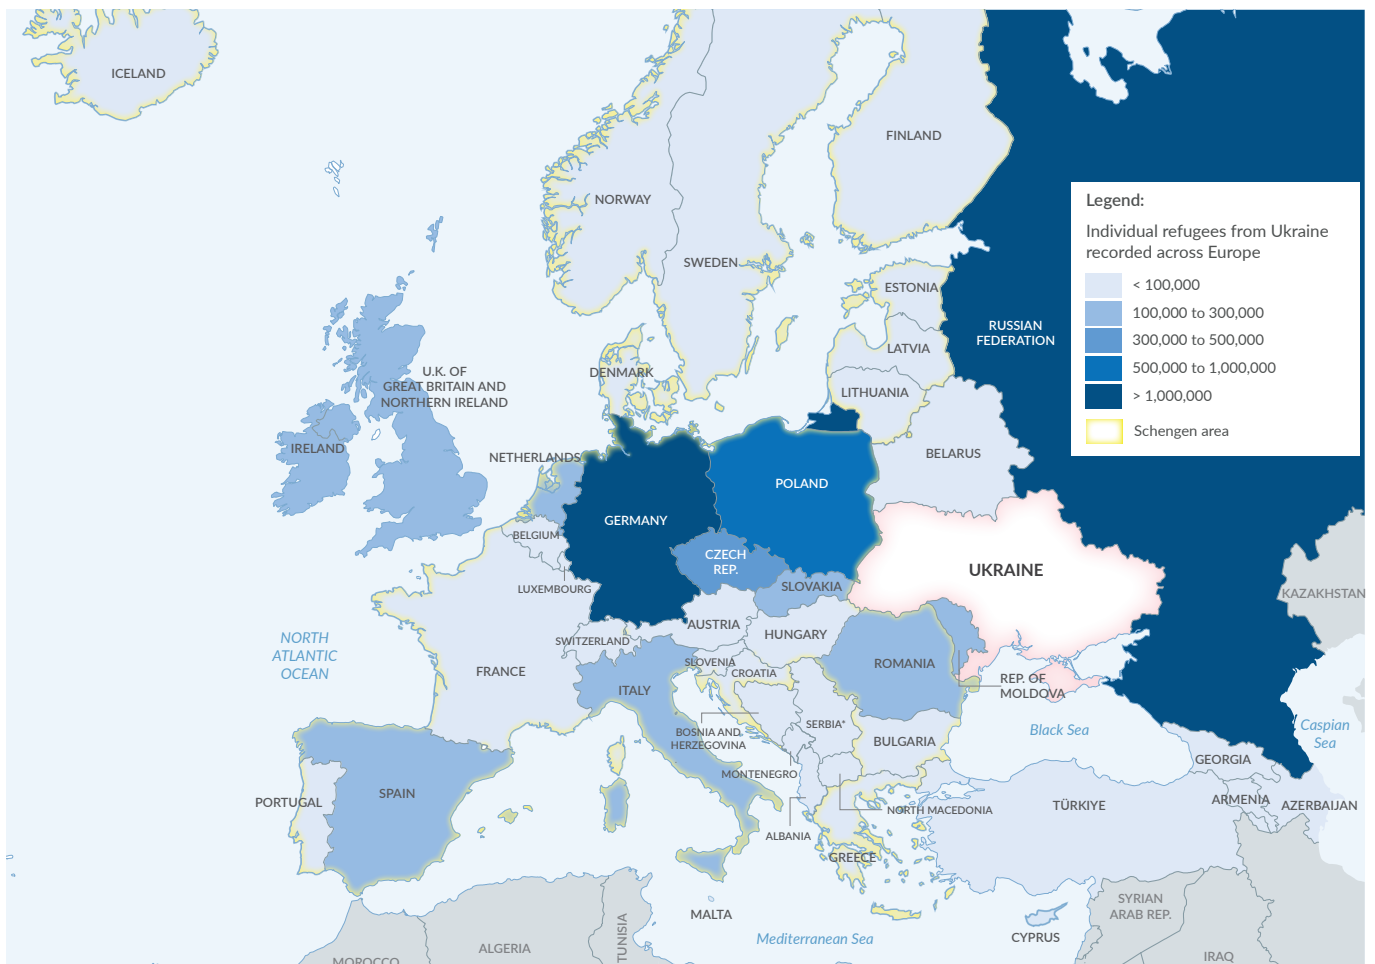 ICELAND
FINLAND
NORWAY
SWEDEN
Legend:
Individual refugees from Ukraine
recorded across Europe
< 100,000
100,000 to 300,000
300,000 to 500,000
500,000 to 1,000,000
> 1,000,000
Schengen area
ESTONIA
RUSSIAN
FEDERATION
LATVIA
DENMARK
LITHUANIA
U.K. OF
GREAT BRITAIN AND
NORTHERN IRELAND
IRELAND
NETHERLANDS
BELARUS
POLAND
GERMANY
BELGIUM
CZECH
REP.
UKRAINE
LUXEMBOURG
SLOVAKIA
KAZAKHSTAN
NORTH
ATLANTIC
OCEAN
AUSTRIA
SWITZERLAND
HUNGARY
FRANCE
SLOVENIA
CROATIA
ROMANIA
ITALY
REP. OF
MOLDOVA
BOSNIA AND
HERZEGOVINA
SERBIA*
BULGARIA
Black Sea
Caspian
Sea
GEORGIA
MONTENEGRO
PORTUGAL
SPAIN
NORTH MACEDONIA
TÜRKIYE
ARMENIA
AZERBAIJAN
ALBANIA
GREECE
MALTA
SYRIAN
ARAB REP.
CYPRUS
Mediterranean Sea
ALGERIA
TUNISIA
MOROCCO
IRAQ